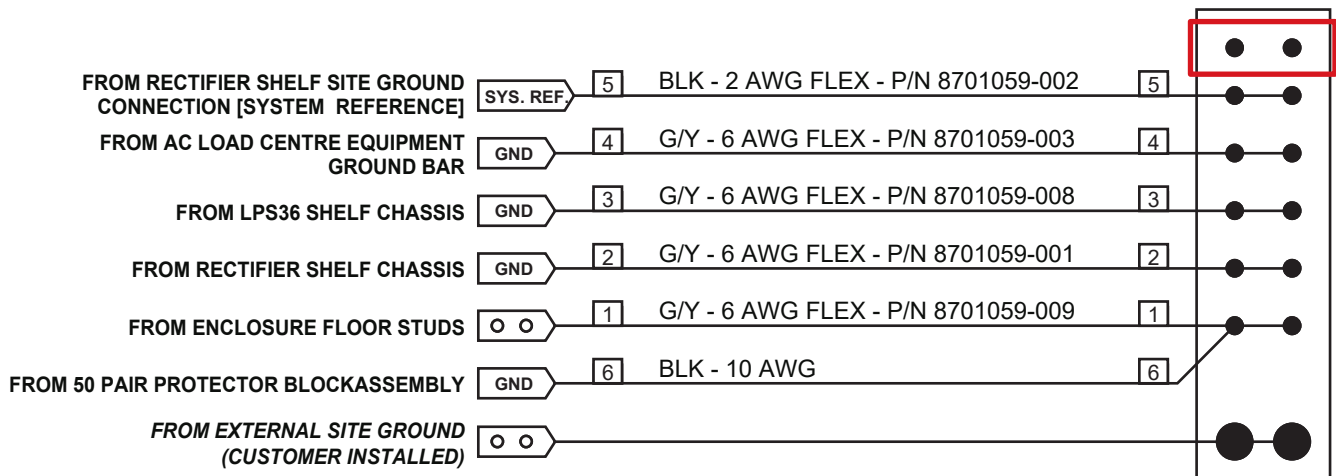 FROM RECTIFIER SHELF SITE GROUND
CONNECTION [SYSTEM REFERENCE]
SYS. REF.
5
BLK - 2 AWG FLEX - P/N 8701059-002
5
FROM AC LOAD CENTRE EQUIPMENT
GROUND BAR
GND
4
G/Y - 6 AWG FLEX - P/N 8701059-003
4
FROM LPS36 SHELF CHASSIS
GND
3
G/Y - 6 AWG FLEX - P/N 8701059-008
3
FROM RECTIFIER SHELF CHASSIS
GND
2
G/Y - 6 AWG FLEX - P/N 8701059-001
2
FROM ENCLOSURE FLOOR STUDS
1
G/Y - 6 AWG FLEX - P/N 8701059-009
1
FROM 50 PAIR PROTECTOR BLOCKASSEMBLY
GND
6
BLK - 10 AWG
6
FROM EXTERNAL SITE GROUND
(CUSTOMER INSTALLED)